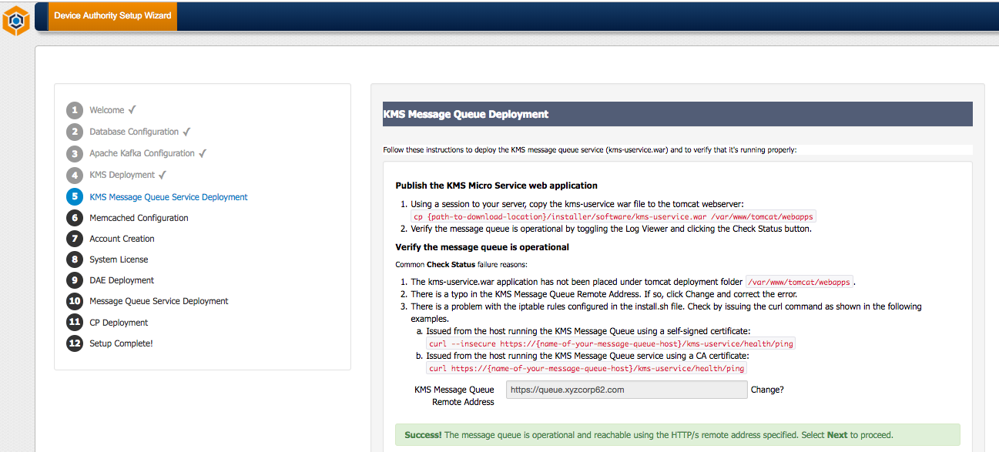 Device Authority Setup Wizard
1 Welcome ✓
2 Database Configuration ✓
3 Apache Kafka Configuration ✓
4 KMS Deployment ✓
5 KMS Message Queue Service Deployment
6 Memcached Configuration
7 Account Creation
8 System License
9 DAE Deployment
10 Message Queue Service Deployment
11 CP Deployment
12 Setup Complete!
KMS Message Queue Deployment
Follow these instructions to deploy the KMS message queue service (kms-uservice.war) and to verify that it's running properly:
Publish the KMS Micro Service web application
1. Using a session to your server, copy the kms-uservice war file to the tomcat webserver:
cp {path-to-download-location}/installer/software/kms-uservice.war /var/www/tomcat/webapps
2. Verify the message queue is operational by toggling the Log Viewer and clicking the Check Status button.
Verify the message queue is operational
Common Check Status failure reasons:
1. The kms-uservice.war application has not been placed under tomcat deployment folder /var/www/tomcat/webapps.
2. There is a typo in the KMS Message Queue Remote Address. If so, click Change and correct the error.
3. There is a problem with the iptable rules configured in the install.sh file. Check by issuing the curl command as shown in the following
examples.
a. Issued from the host running the KMS Message Queue using a self-signed certificate:
curl --insecure https://{name-of-your-message-queue-host}/kms-uservice/health/ping
b. Issued from the host running the KMS Message Queue service using a CA certificate:
curl https://{name-of-your-message-queue-host}/kms-uservice/health/ping
KMS Message Queue https://queue.xyzcorp62.com Change?
Remote Address
Success! The message queue is operational and reachable using the HTTP/s remote address specified. Select Next to proceed.